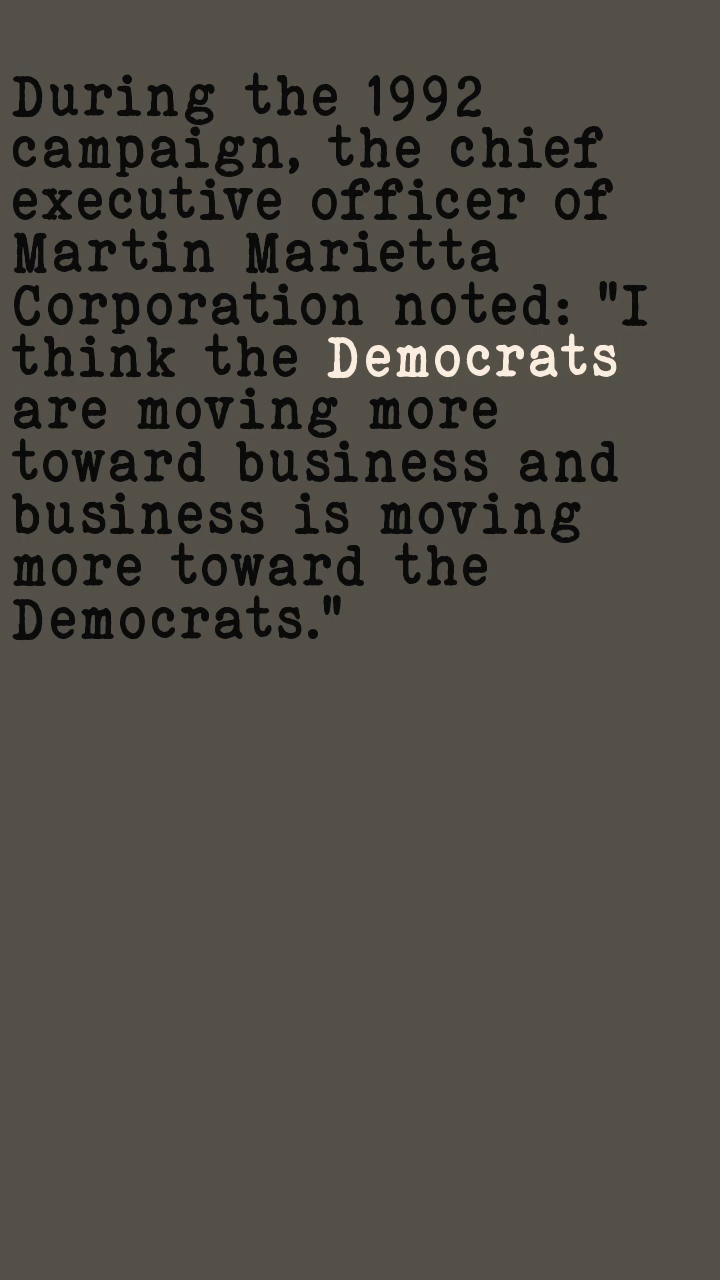 During the 1992
campaign, the chief
executive officer of
Martin Marietta
Corporation noted: "I
think the Democrats
are moving more
toward business and
business is moving
more toward the
Democrats."